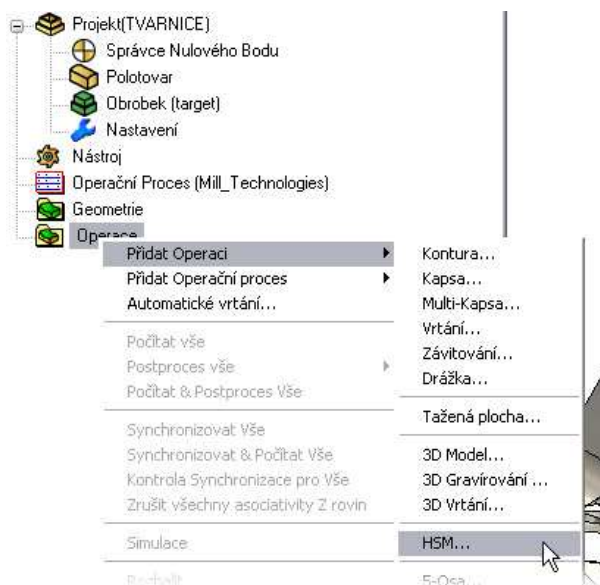 Projekt(TVARNICE)
Správce Nulového Bodu
Polotovar
Obrobek (target)
Nastavení
Nástroj
Operační Proces (Mill_Technologies)
Geometrie
Operace
Přidat Operaci
Přidat Operační proces
Automatické vrtání...
Počítat vše
Postproces vše
Počítat & Postproces Vše
Synchronizovat Vše
Synchronizovat & Počítat Vše
Kontrola Synchronizace pro Vše
Zrušit všechny asociativity Z rovin
Simulace
Kontura...
Kapsa...
Multi-Kapsa...
Vrtání...
Závitování...
Drážka...
Tažená plocha...
3D Model...
3D Gravírování ...
3D Vrtání...
HSM...
5-Osa...